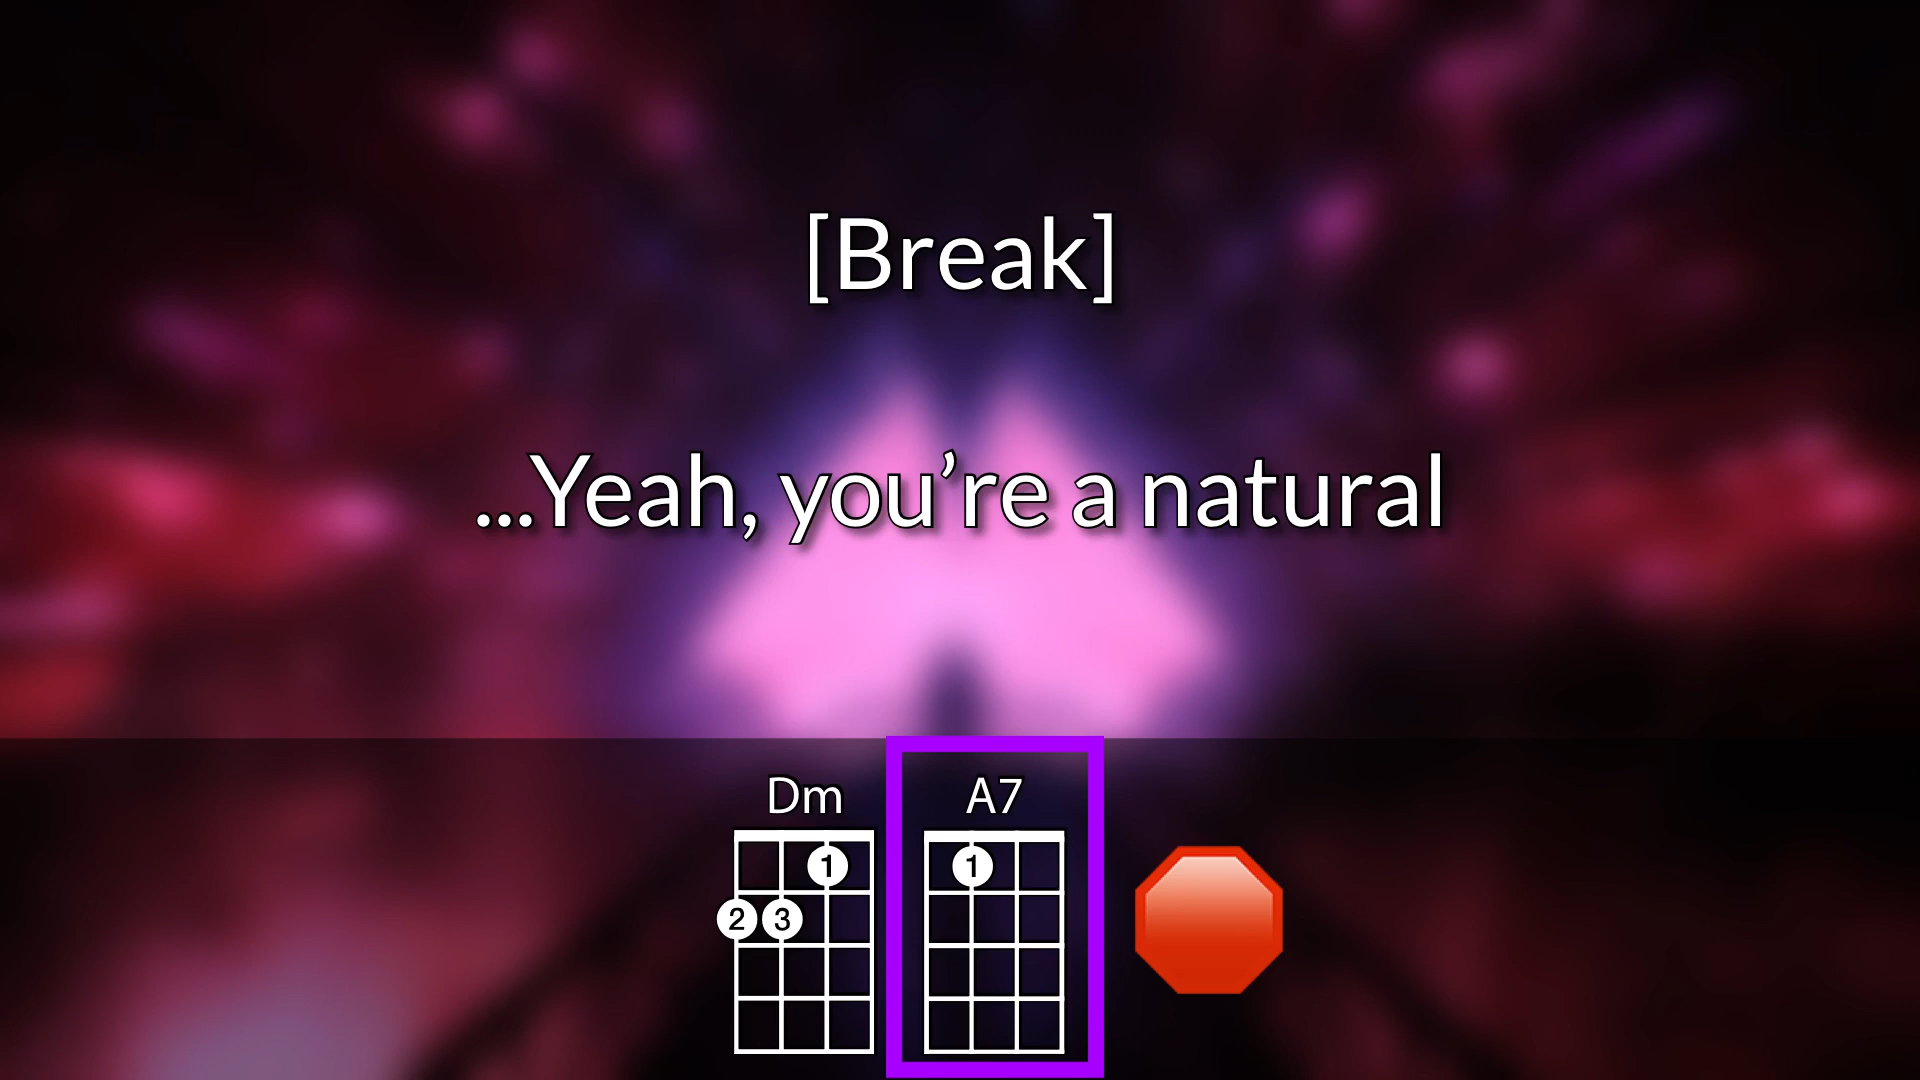 [Break]
...Yeah, you’re a natural
Dm A7
1 1
2 3